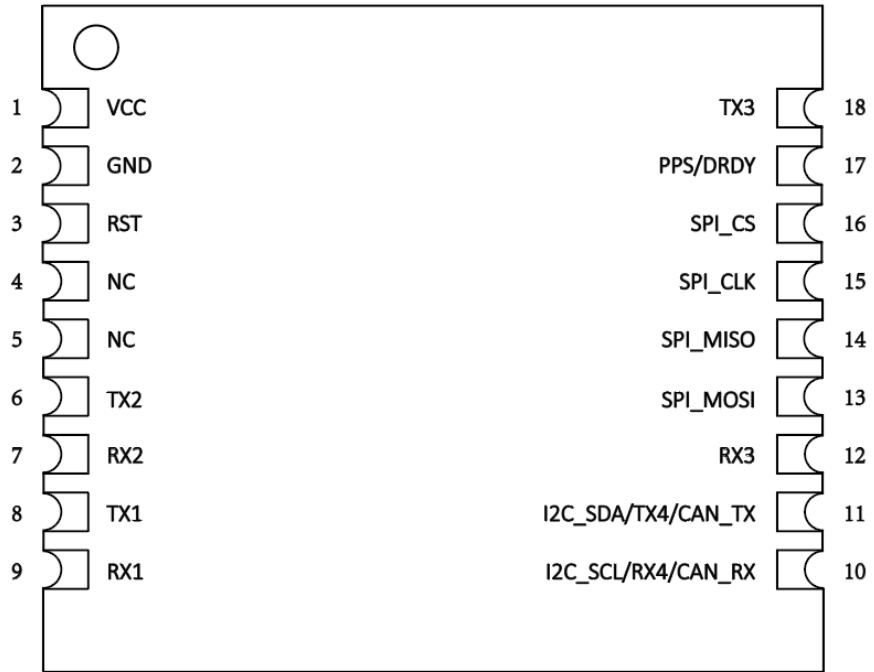 1 VCC TX3 18
2 GND PPS/DRDY 17
3 RST SPI_CS 16
4 NC SPI_CLK 15
5 NC SPI_MISO 14
6 TX2 SPI_MOSI 13
7 RX2 RX3 12
8 TX1 I2C_SDA/TX4/CAN_TX 11
9 RX1 I2C_SCL/RX4/CAN_RX 10